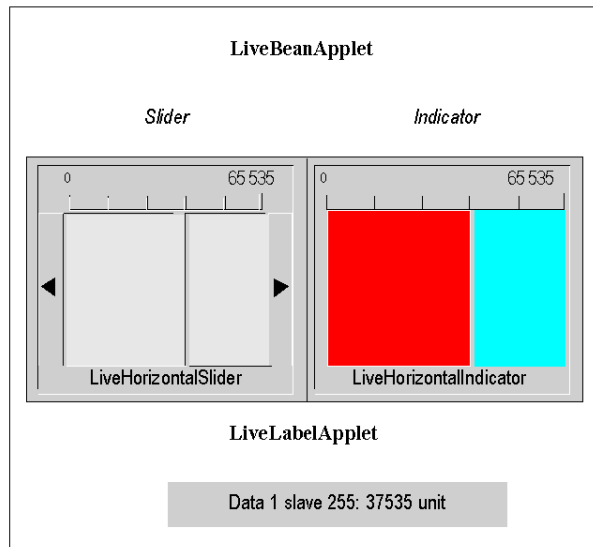 LiveBeanApplet
Slider Indicator
0 65 535 0 65 535
LiveHorizontalSlider LiveHorizontalIndicator
LiveLabelApplet
Data 1 slave 255: 37535 unit